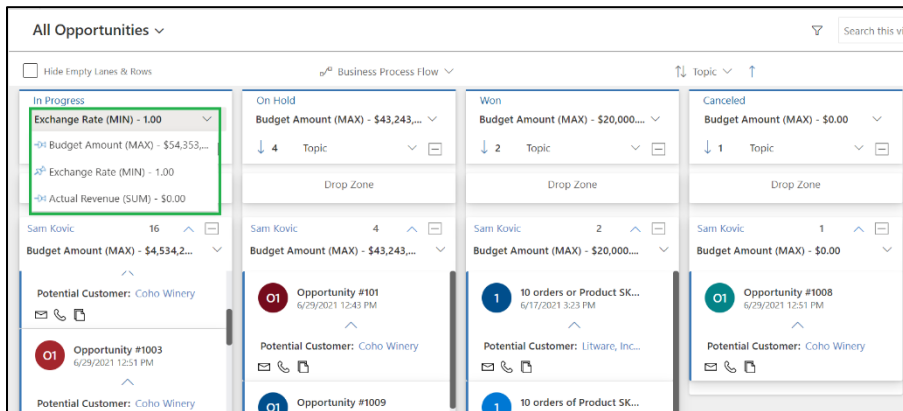 All Opportunities
Search this vi
Hide Empty Lanes & Rows
Business Process Flow
Topic
In Progress
Exchange Rate (MIN) - 1.00
Budget Amount (MAX) - $54,353,...
Exchange Rate (MIN) - 1.00
Actual Revenue (SUM) - $0.00
On Hold
Budget Amount (MAX) - $43,243,...
4 Topic
Drop Zone
Won
Budget Amount (MAX) - $20,000....
2 Topic
Drop Zone
Canceled
Budget Amount (MAX) - $0.00
1 Topic
Drop Zone
Sam Kovic 16
Budget Amount (MAX) - $4,534,2...
Potential Customer: Coho Winery
O1
Opportunity #1003
6/29/2021 12:51 PM
Potential Customer: Coho Winery
Sam Kovic 4
Budget Amount (MAX) - $43,243,...
O1
Opportunity #101
6/29/2021 12:43 PM
Potential Customer: Coho Winery
O1
Opportunity #1009
Sam Kovic 2
Budget Amount (MAX) - $20,000....
1
10 orders or Product SK...
6/17/2021 3:23 PM
Potential Customer: Litware, Inc...
1
10 orders of Product SK...
Sam Kovic 1
Budget Amount (MAX) - $0.00
O1
Opportunity #1008
6/29/2021 12:51 PM
Potential Customer: Coho Winery